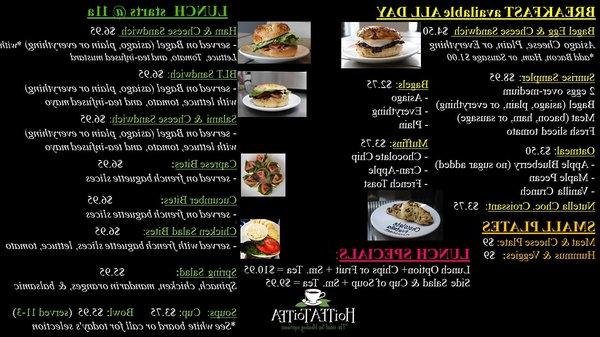 BREAKFAST available ALL DAY
Bagel Egg & Cheese Sandwich: $4.50
Asiago, Cheese, Plain, or Everything
*add Bacon, Ham, or Sausage $1.00
Sunrise Sampler: $8.95
2 eggs over-medium-over
Bagel (asiago, plain, or everything)
Meat (bacon, ham, or sausage)
Fresh sliced tomato
Oatmeal: $3.50
- Apple Blueberry (no sugar added)
- Maple Pecan
- Vanilla Crunch
Nutella Croissant: $3.75
SMALL PLATES
Meat & Cheese Plate: $9
Hummus & Veggies: $9
Bagels: $2.75
- Asiago
- Everything
- Plain
Muffins: $3.75
- Chocolate Chip
- Cran-Apple
- French Toast
LUNCH SPECIALS:
Lunch Option+ Chips or Fruit + Sm. Tea = $10.95
Side Salad & Cup of Soup + Sm. Tea = $9.95
HoiTEAToiTEA
LUNCH starts @ 11a
Ham & Cheese Sandwich: $6.95
- served on Bagel (asiago, plain or everything) *with
Lettuce, Tomato, and tea-infused mustard
BLT Sandwich: $6.95
- served on Bagel (asiago, plain or everything)
with lettuce, tomato, and tea-infused mayo
Salami & Cheese Sandwich: $6.95
- served on Bagel (asiago, plain or everything)
with lettuce, tomato, and tea-infused mayo
Caprese Bites: $6.95
- served on french baguette slices
Cucumber Bites:
- served on french baguette slices
Chicken Salad Bites:
- served with french baguette slices, lettuce, tomato
Spring Salad: $5.95
Spinach, chicken, mandarin oranges, & balsamic
Soups: Cup: $3.75 Bowl: $5.95 (served 11-3)
*See white board or call for today's selection